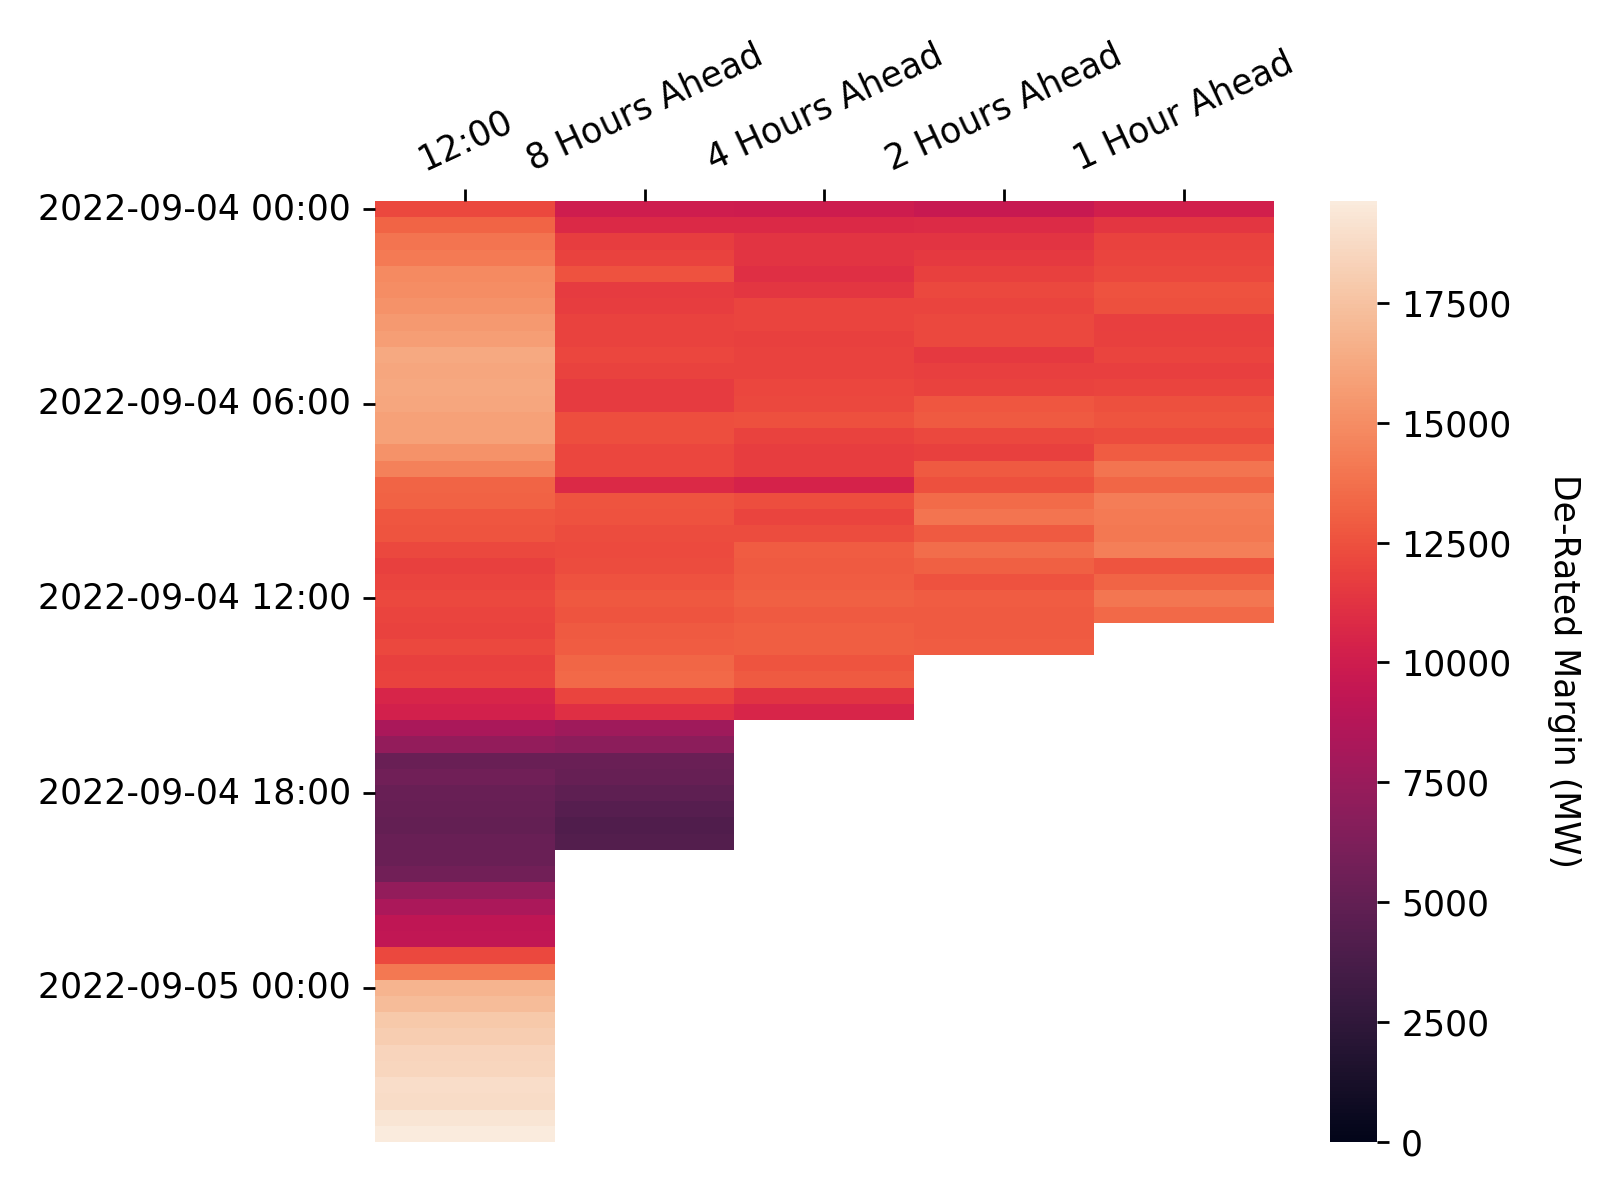 12:00
8 Hours Ahead
4 Hours Ahead
2 Hours Ahead
1 Hour Ahead
2022-09-04 00:00
2022-09-04 06:00
2022-09-04 12:00
2022-09-04 18:00
2022-09-05 00:00
17500
15000
12500
10000
7500
5000
2500
0
De-Rated Margin (MW)